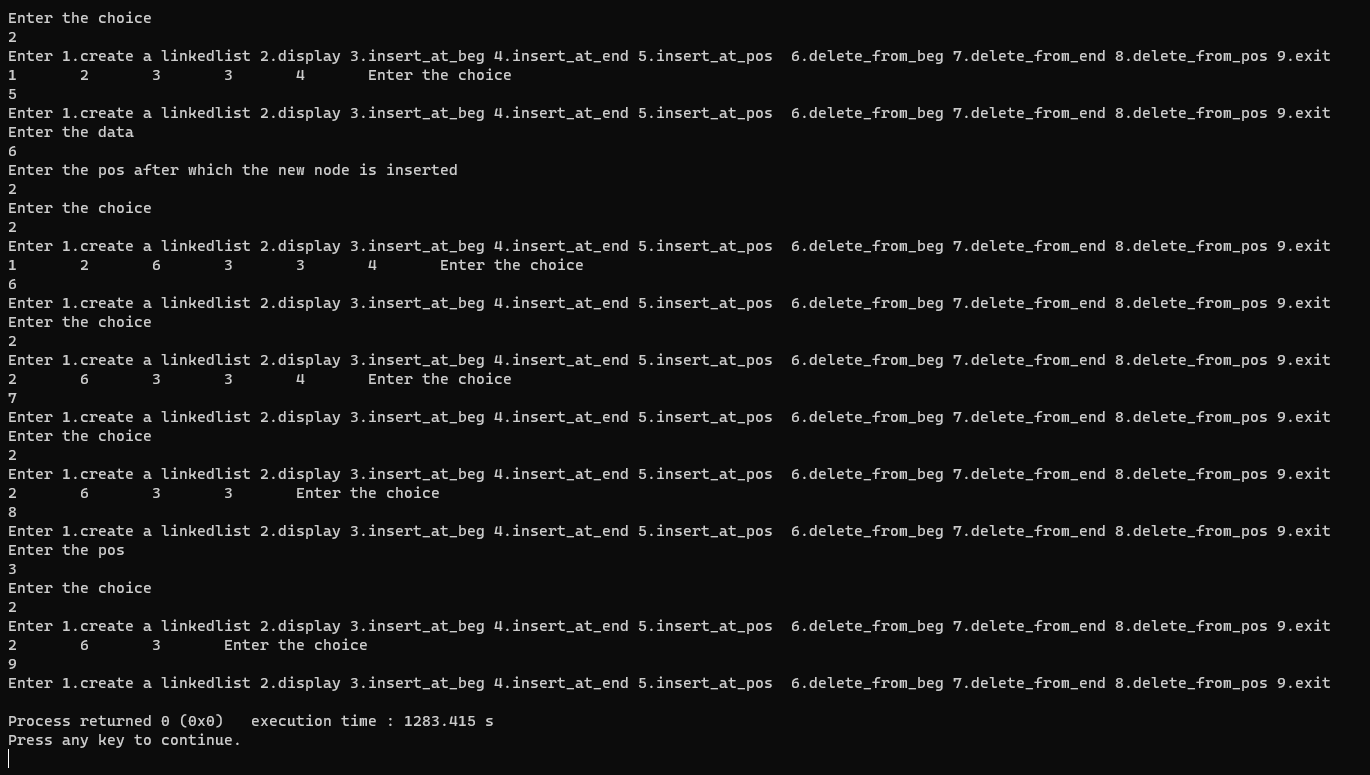 Enter the choice
2
Enter 1.create a linkedlist 2.display 3.insert_at_beg 4.insert_at_end 5.insert_at_pos  6.delete_from_beg 7.delete_from_end 8.delete_from_pos 9.exit
1       2       3       3       4       Enter the choice
5
Enter 1.create a linkedlist 2.display 3.insert_at_beg 4.insert_at_end 5.insert_at_pos  6.delete_from_beg 7.delete_from_end 8.delete_from_pos 9.exit
Enter the data
6
Enter the pos after which the new node is inserted
2
Enter the choice
2
Enter 1.create a linkedlist 2.display 3.insert_at_beg 4.insert_at_end 5.insert_at_pos  6.delete_from_beg 7.delete_from_end 8.delete_from_pos 9.exit
1       2       6       3       3       4       Enter the choice
6
Enter 1.create a linkedlist 2.display 3.insert_at_beg 4.insert_at_end 5.insert_at_pos  6.delete_from_beg 7.delete_from_end 8.delete_from_pos 9.exit
Enter the choice
2
Enter 1.create a linkedlist 2.display 3.insert_at_beg 4.insert_at_end 5.insert_at_pos  6.delete_from_beg 7.delete_from_end 8.delete_from_pos 9.exit
2       6       3       3       4       Enter the choice
7
Enter 1.create a linkedlist 2.display 3.insert_at_beg 4.insert_at_end 5.insert_at_pos  6.delete_from_beg 7.delete_from_end 8.delete_from_pos 9.exit
Enter the choice
2
Enter 1.create a linkedlist 2.display 3.insert_at_beg 4.insert_at_end 5.insert_at_pos  6.delete_from_beg 7.delete_from_end 8.delete_from_pos 9.exit
2       6       3       3       Enter the choice
8
Enter 1.create a linkedlist 2.display 3.insert_at_beg 4.insert_at_end 5.insert_at_pos  6.delete_from_beg 7.delete_from_end 8.delete_from_pos 9.exit
Enter the pos
3
Enter the choice
2
Enter 1.create a linkedlist 2.display 3.insert_at_beg 4.insert_at_end 5.insert_at_pos  6.delete_from_beg 7.delete_from_end 8.delete_from_pos 9.exit
2       6       3       Enter the choice
9
Enter 1.create a linkedlist 2.display 3.insert_at_beg 4.insert_at_end 5.insert_at_pos  6.delete_from_beg 7.delete_from_end 8.delete_from_pos 9.exit

Process returned 0 (0x0)   execution time : 1283.415 s
Press any key to continue.